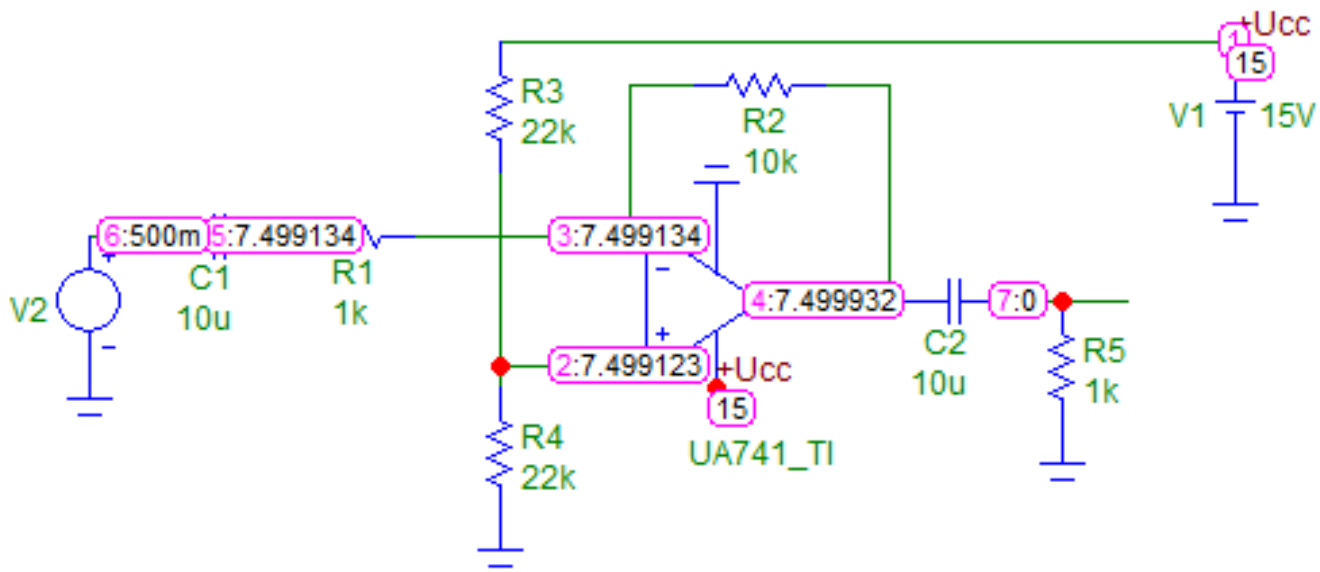 +Ucc
1
15
V1
15V
R3
22k
R2
10k
6:500m
5:7.499134
3:7.499134
C1
10u
R1
1k
V2
+
−
−
+
4:7.499932
7:0
2:7.499123
+Ucc
15
C2
10u
R5
1k
R4
22k
UA741_TI